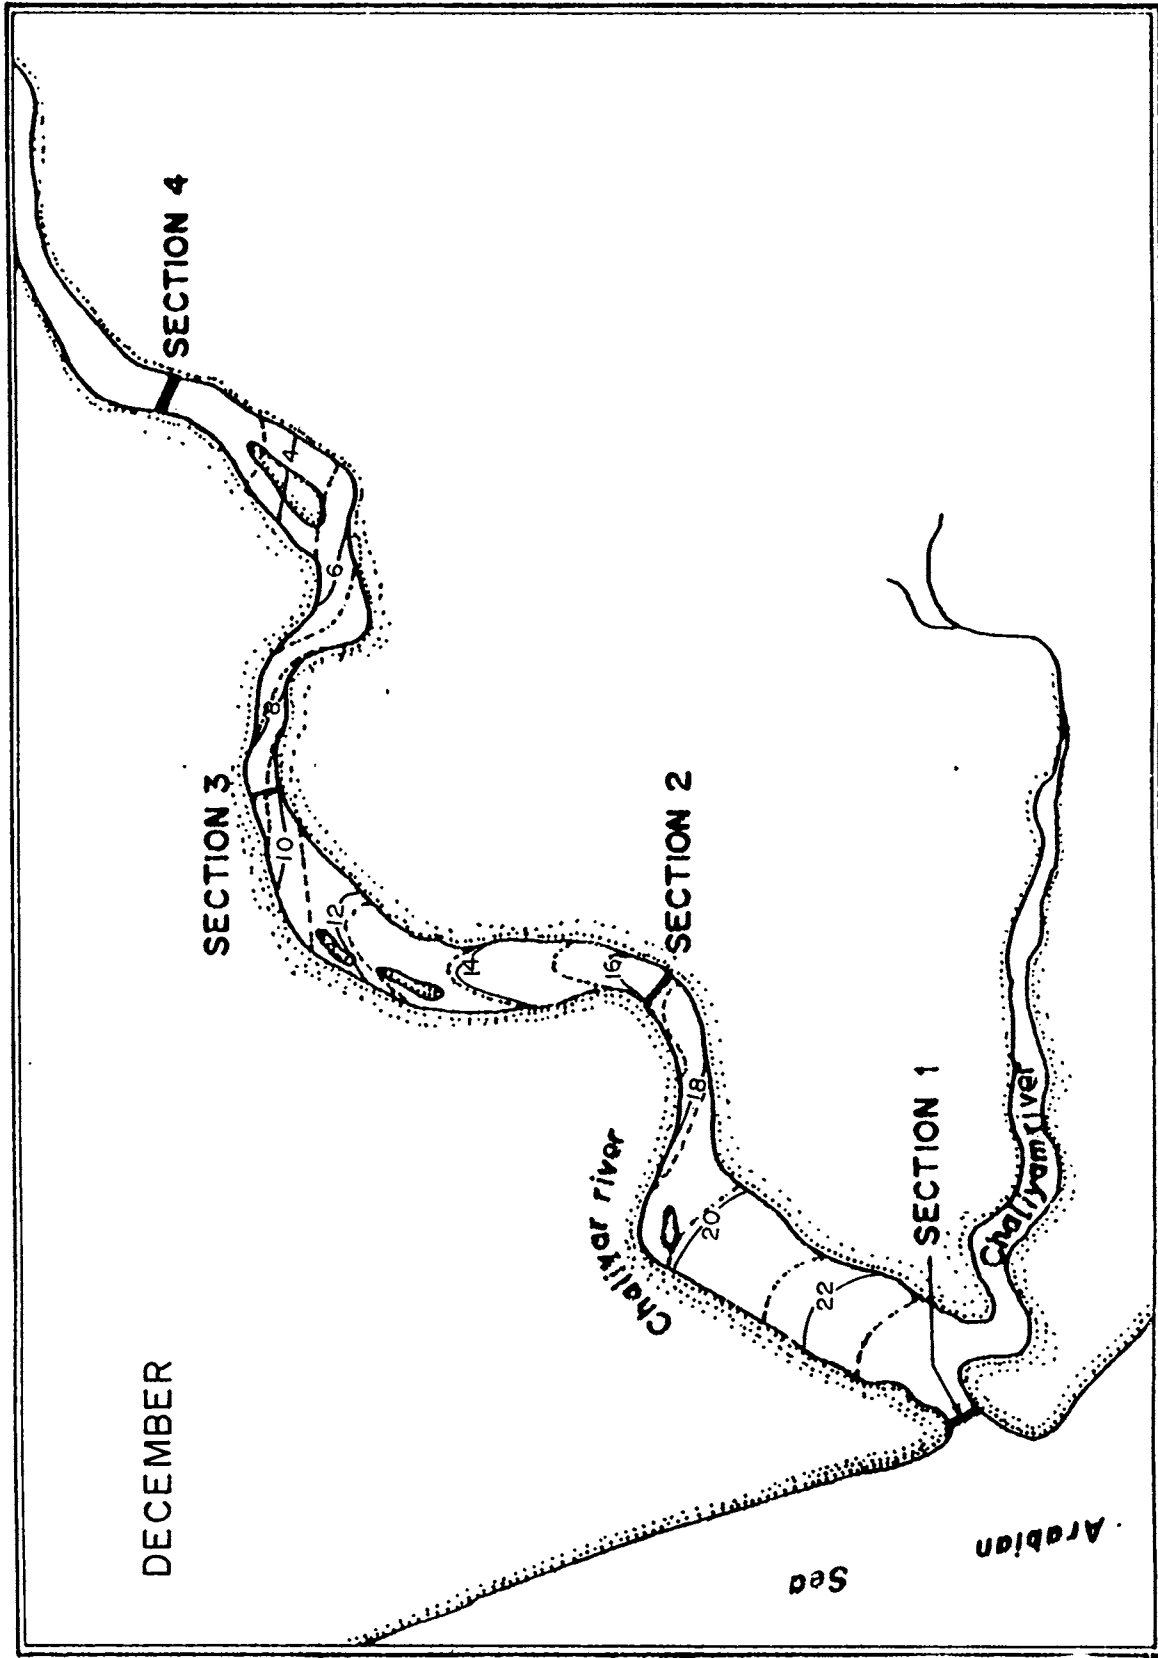 DECEMBER
SECTION 4
4
6
8
SECTION 3
10
12
14
16
SECTION 2
18
Chaliyar river
20
22
SECTION 1
Chaliyam river
Arabian
Sea